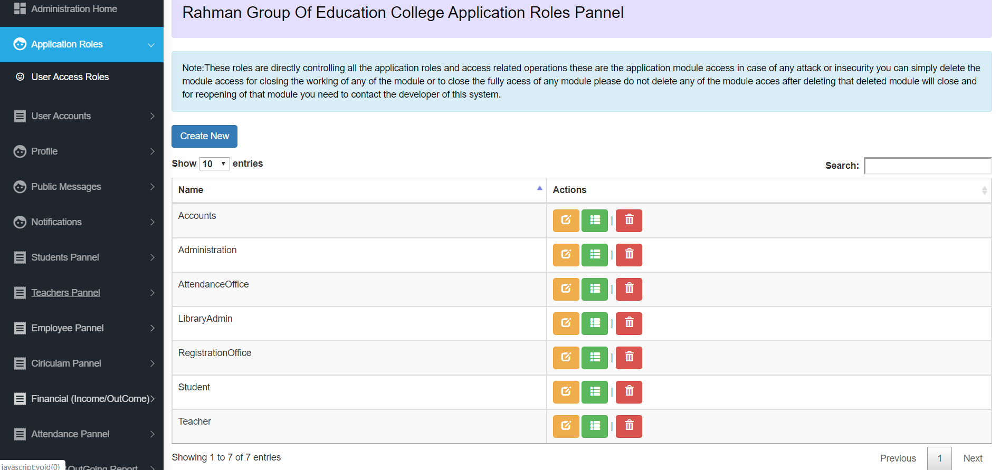 Administration Home
Application Roles
User Access Roles
User Accounts
Profile
Public Messages
Notifications
Students Pannel
Teachers Pannel
Employee Pannel
Ciriculam Pannel
Financial (Income/OutCome)
Attendance Pannel
OutGoing Report
javascript:void(0)
Rahman Group Of Education College Application Roles Pannel
Note:These roles are directly controlling all the application roles and access related operations these are the application module access in case of any attack or insecurity you can simply delete the
module access for closing the working of any of the module or to close the fully acess of any module please do not delete any of the module acces after deleting that deleted module will close and
for reopening of that module you need to contact the developer of this system.
Create New
Show 10 entries
Search:
Name Actions
Accounts |
Administration |
AttendanceOffice |
LibraryAdmin |
RegistrationOffice |
Student |
Teacher |
Showing 1 to 7 of 7 entries
Previous 1 Next